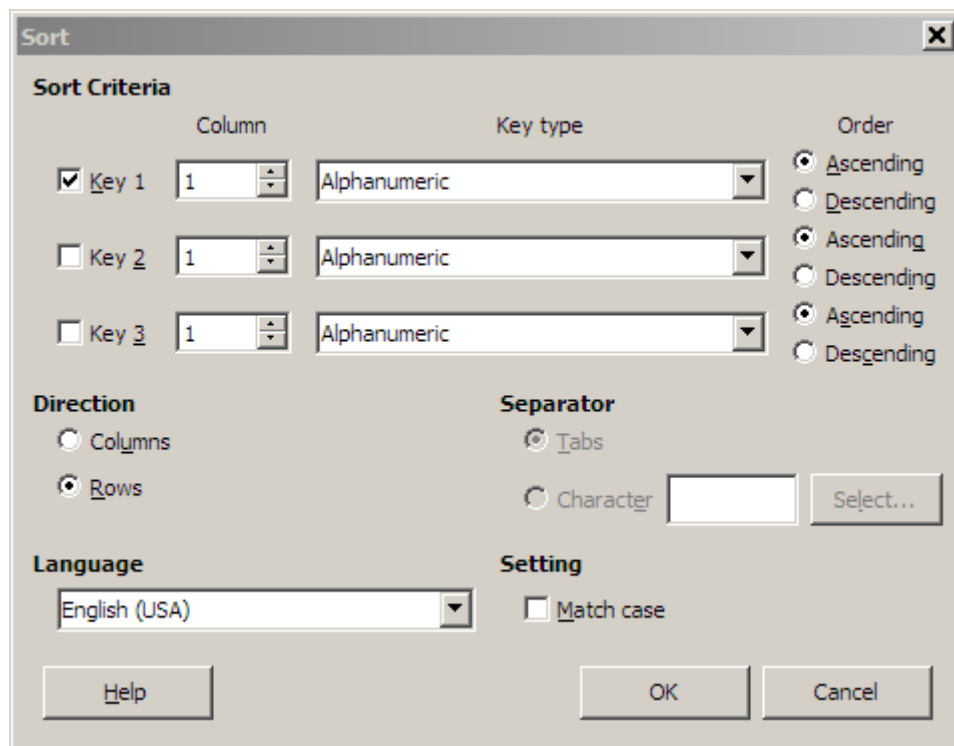 Sort
Sort Criteria
Column Key type Order
Key 1 1 Alphanumeric Ascending
Descending
Key 2 1 Alphanumeric Ascending
Descending
Key 3 1 Alphanumeric Ascending
Descending
Direction Separator
Columns Tabs
Rows Character Select...
Language Setting
English (USA) Match case
Help OK Cancel